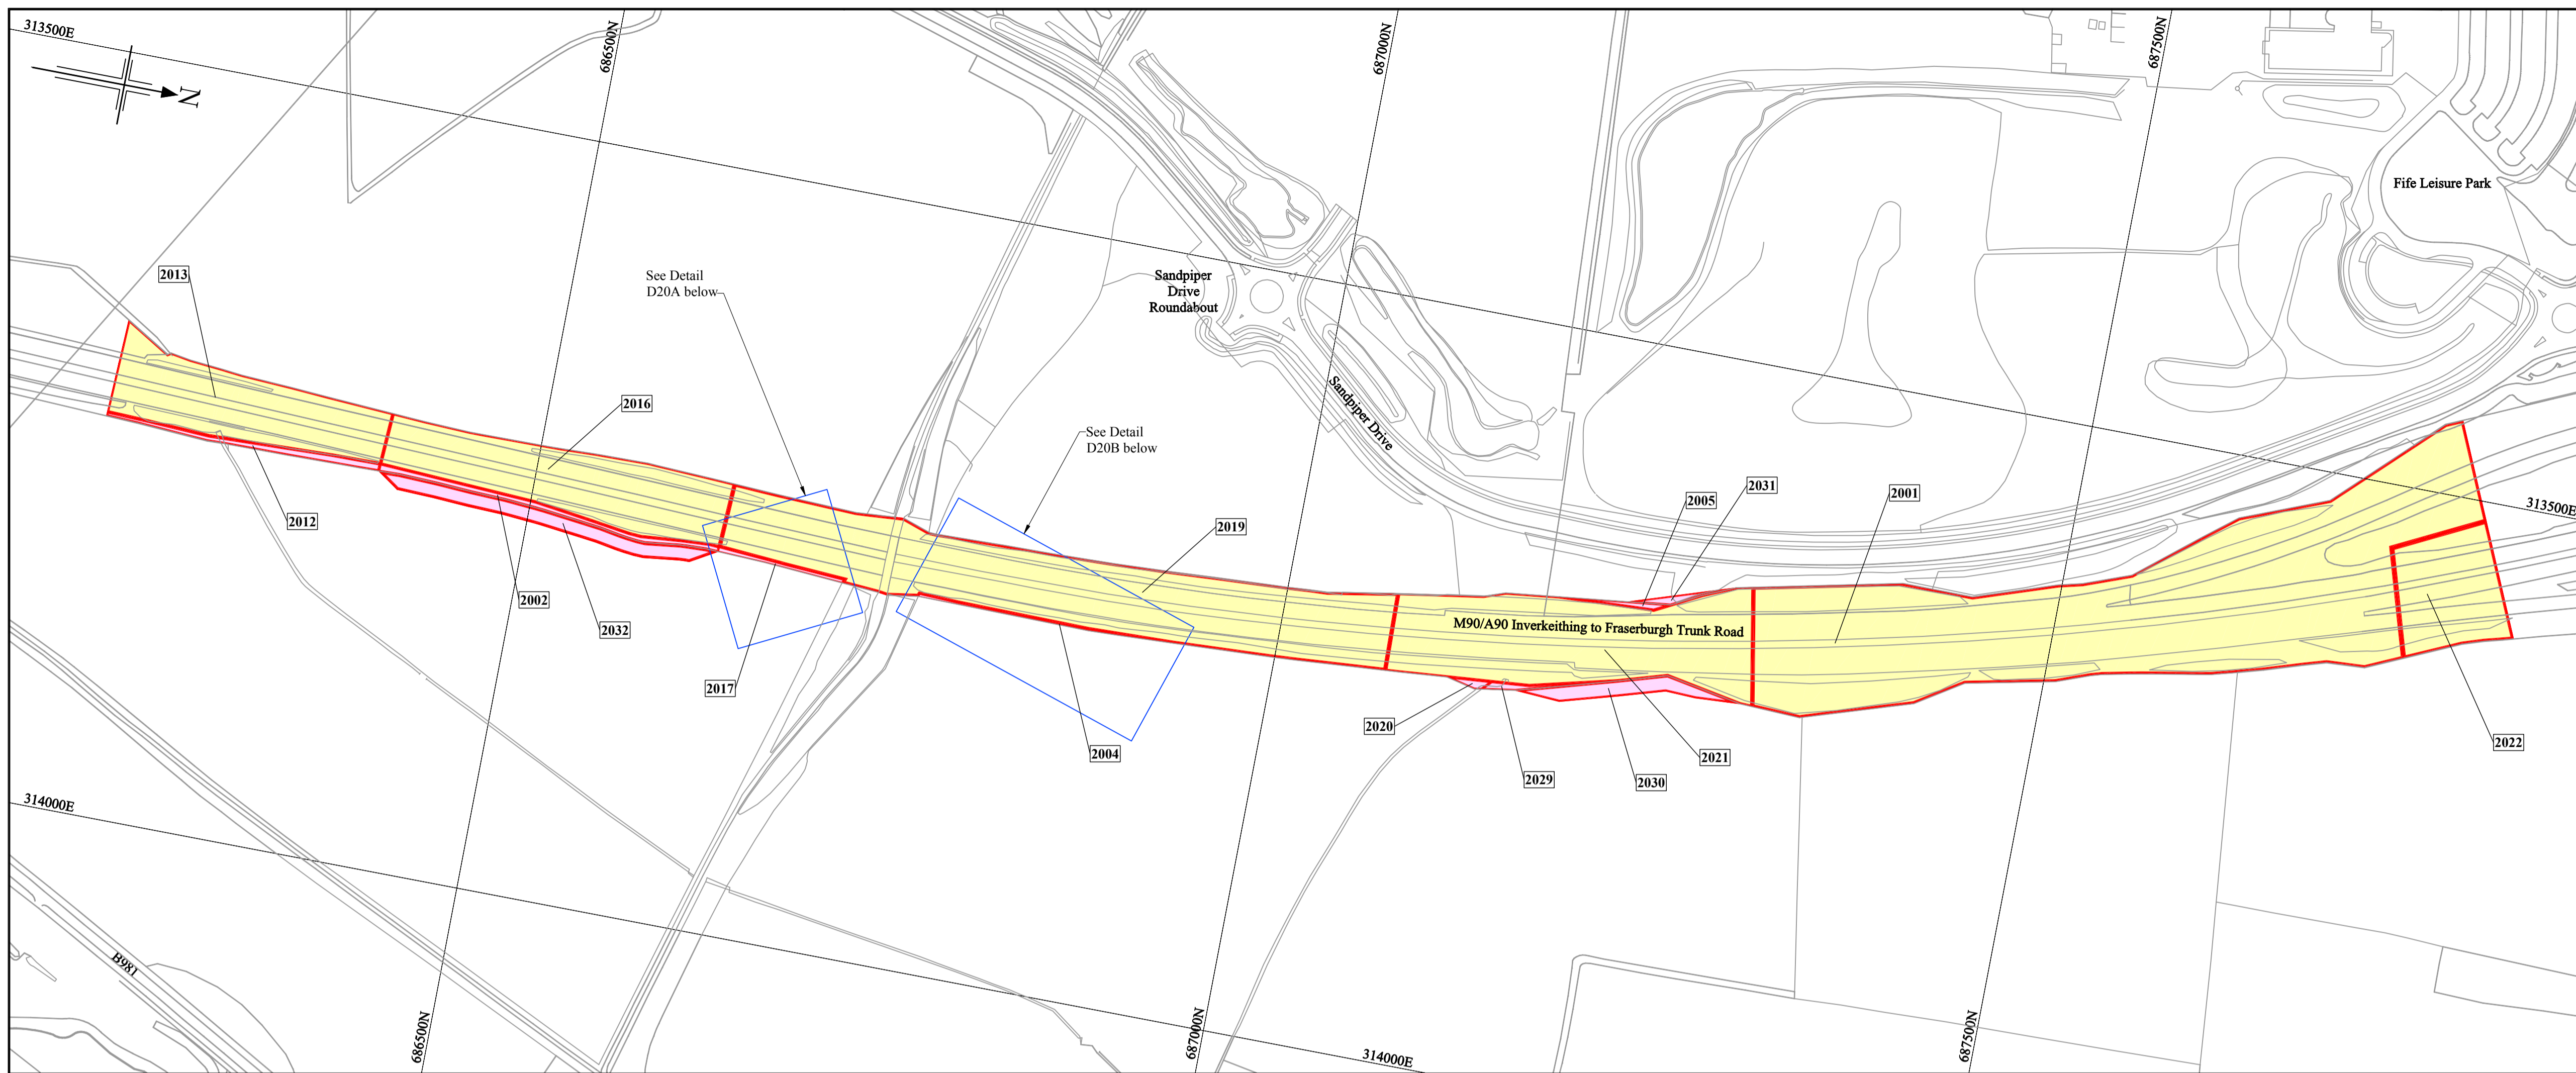 313500E
686500N
687000N
687500N
N
Fife Leisure Park
2013
See Detail
D20A below
Sandpiper
Drive
Roundabout
2016
Sandpiper Drive
See Detail
D20B below
2005
2031
2001
313500E
2012
2019
2002
2032
M90/A90 Inverkeithing to Fraserburgh Trunk Road
2017
2020
2004
2029
2030
2021
2022
314000E
B981
686500N
687000N
314000E
687500N